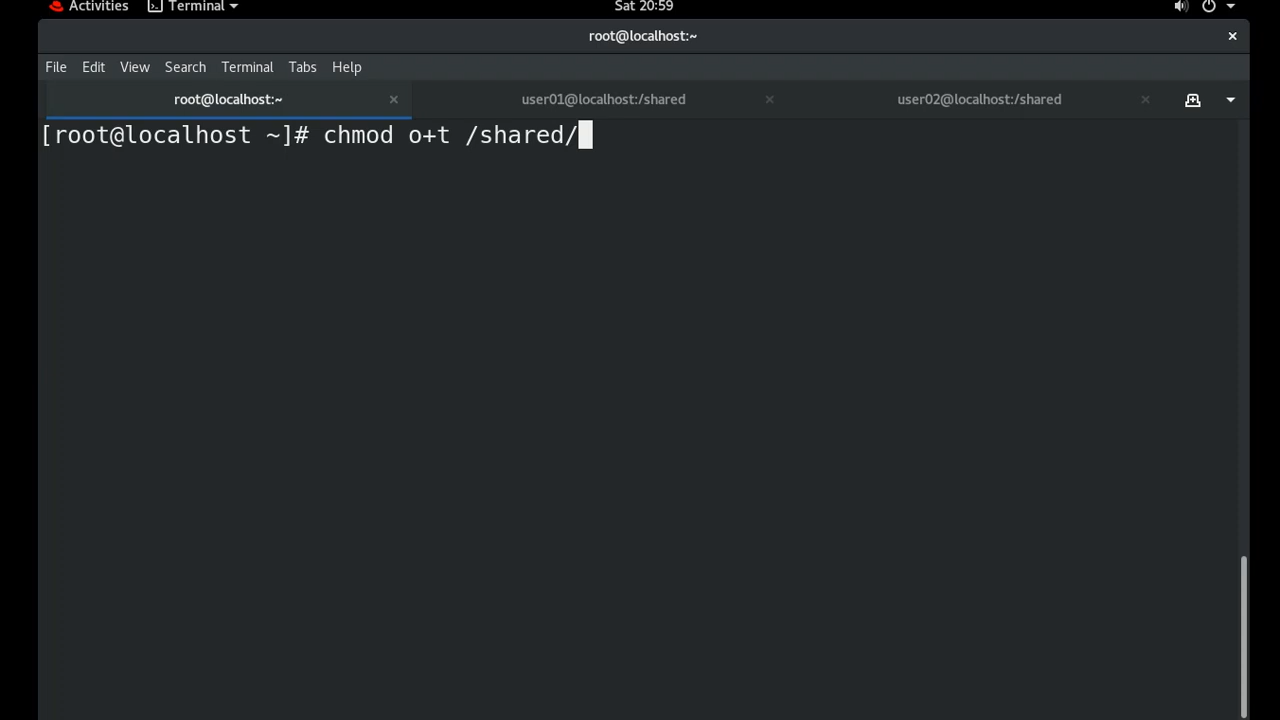 Activities Terminal Sat 20:59
root@localhost:~
File Edit View Search Terminal Tabs Help
root@localhost:~ user01@localhost:/shared user02@localhost:/shared
[root@localhost ~]# chmod o+t /shared/